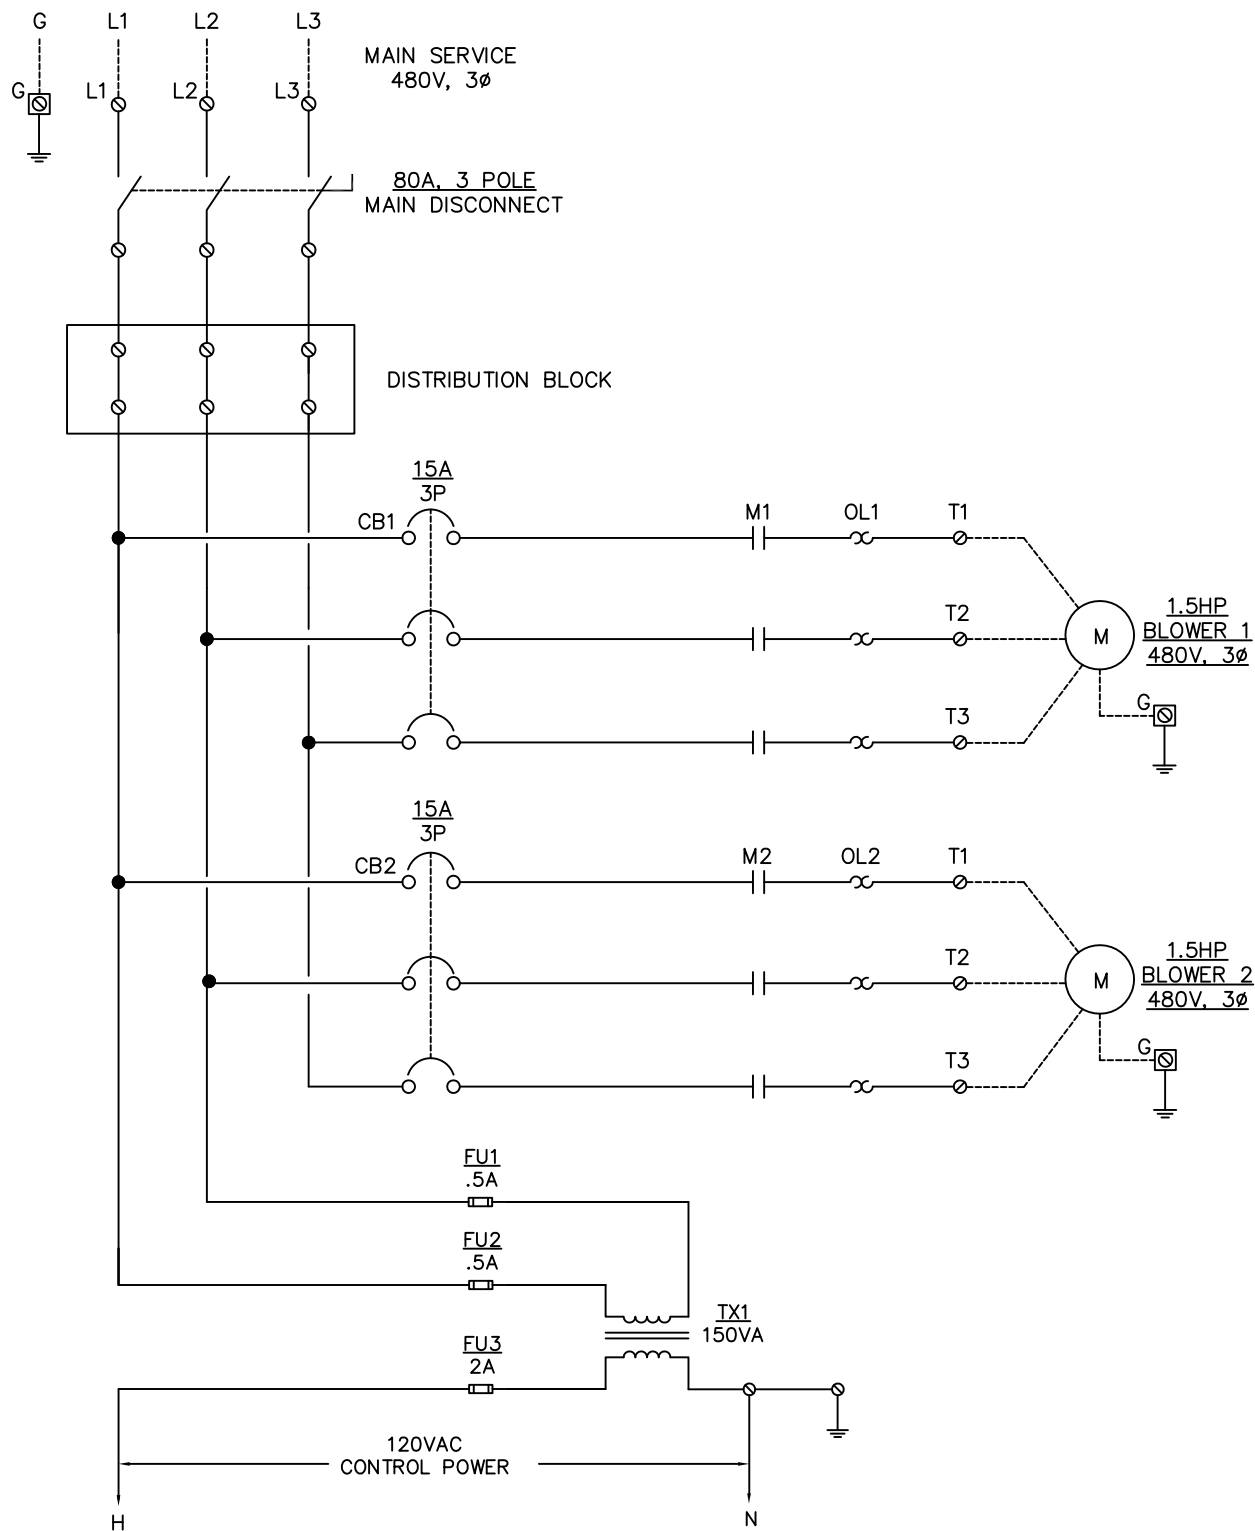 G L1 L2 L3
MAIN SERVICE
480V, 3ø
G L1 L2 L3
80A, 3 POLE
MAIN DISCONNECT
DISTRIBUTION BLOCK
15A
3P
CB1 M1 OL1 T1
T2
1.5HP
BLOWER 1
480V, 3ø
M
G
T3
15A
3P
CB2 M2 OL2 T1
T2
1.5HP
BLOWER 2
480V, 3ø
M
G
T3
FU1
.5A
FU2
.5A
TX1
150VA
FU3
2A
120VAC
CONTROL POWER
H N